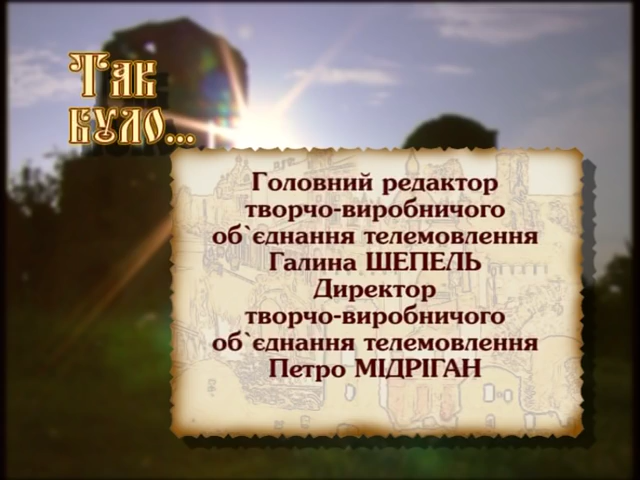 Так
було...
Головний редактор
творчо-виробничого
об`єднання телемовлення
Галина ШЕПЕЛЬ
Директор
творчо-виробничого
об`єднання телемовлення
Петро МІДРІГАН